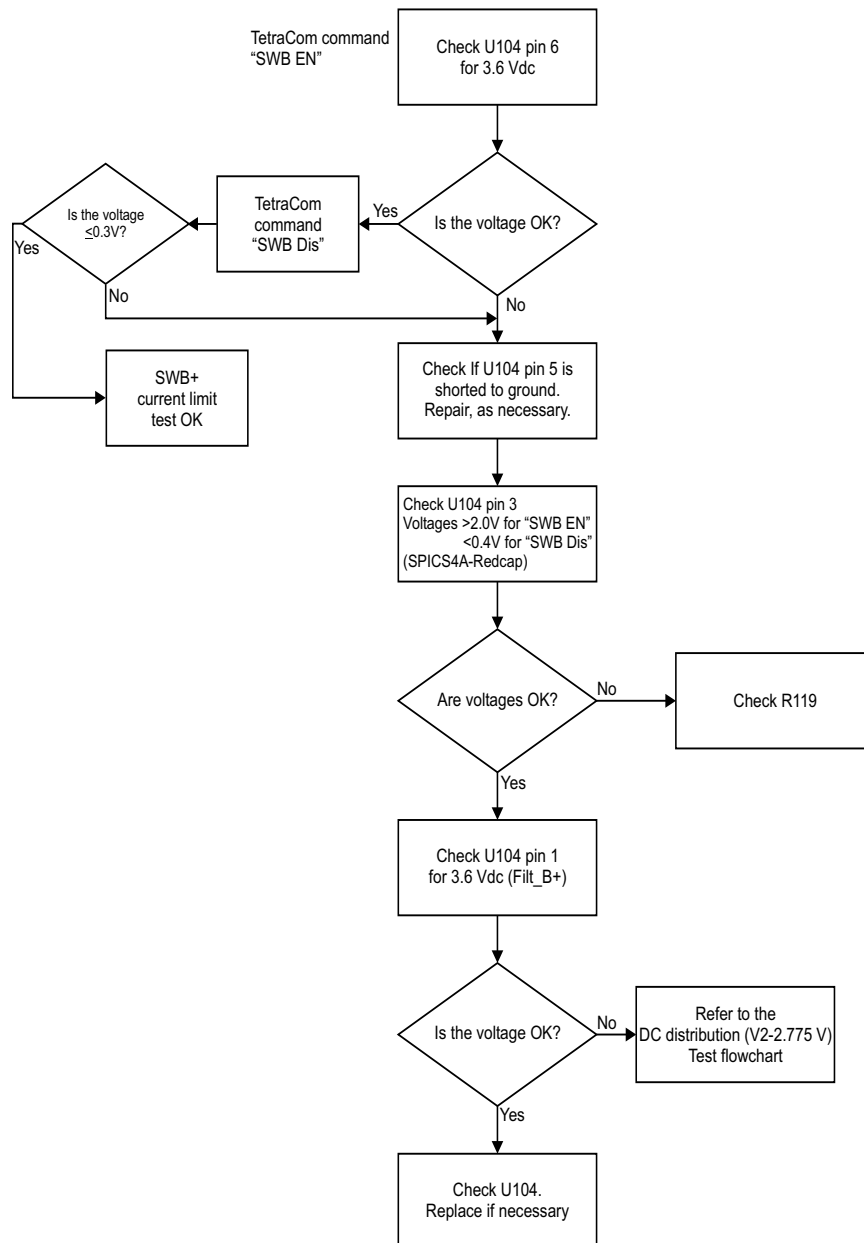 TetraCom command
“SWB EN”
Check U104 pin 6
for 3.6 Vdc
Is the voltage
≤0.3V?
Yes
No
TetraCom
command
“SWB Dis”
Yes
Is the voltage OK?
No
SWB+
current limit
test OK
Check If U104 pin 5 is
shorted to ground.
Repair, as necessary.
Check U104 pin 3
Voltages >2.0V for “SWB EN”
<0.4V for “SWB Dis”
(SPICS4A-Redcap)
Are voltages OK?
No
Check R119
Yes
Check U104 pin 1
for 3.6 Vdc (Filt_B+)
Is the voltage OK?
No
Refer to the
DC distribution (V2-2.775 V)
Test flowchart
Yes
Check U104.
Replace if necessary